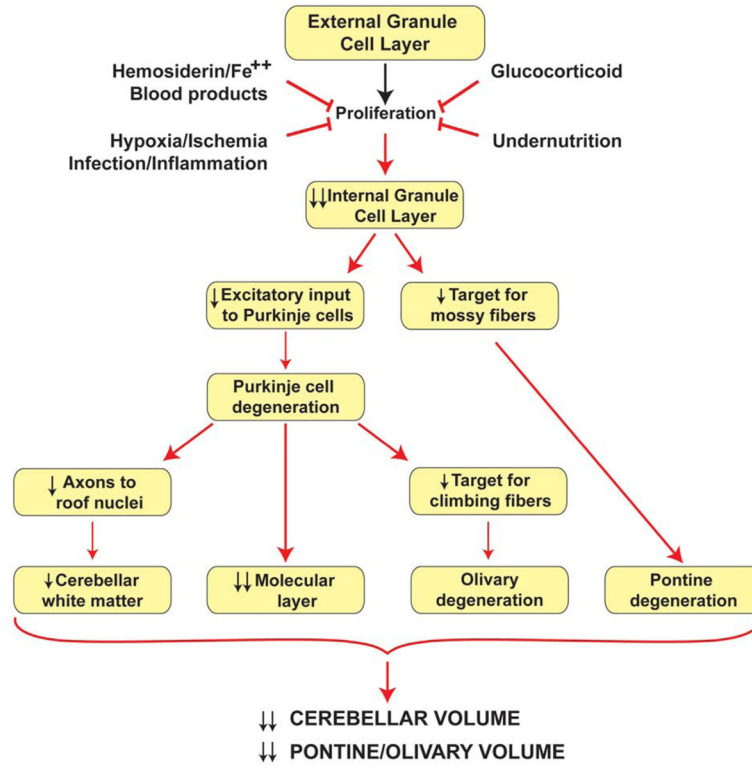 External Granule
Cell Layer
Hemosiderin/Fe++
Blood products
Glucocorticoid
Proliferation
Hypoxia/Ischemia
Infection/Inflammation
Undernutrition
↓↓Internal Granule
Cell Layer
↓Excitatory input
to Purkinje cells
↓Target for
mossy fibers
Purkinje cell
degeneration
↓Axons to
roof nuclei
↓Target for
climbing fibers
↓Cerebellar
white matter
↓↓Molecular
layer
Olivary
degeneration
Pontine
degeneration
↓↓ CEREBELLAR VOLUME
↓↓ PONTINE/OLIVARY VOLUME